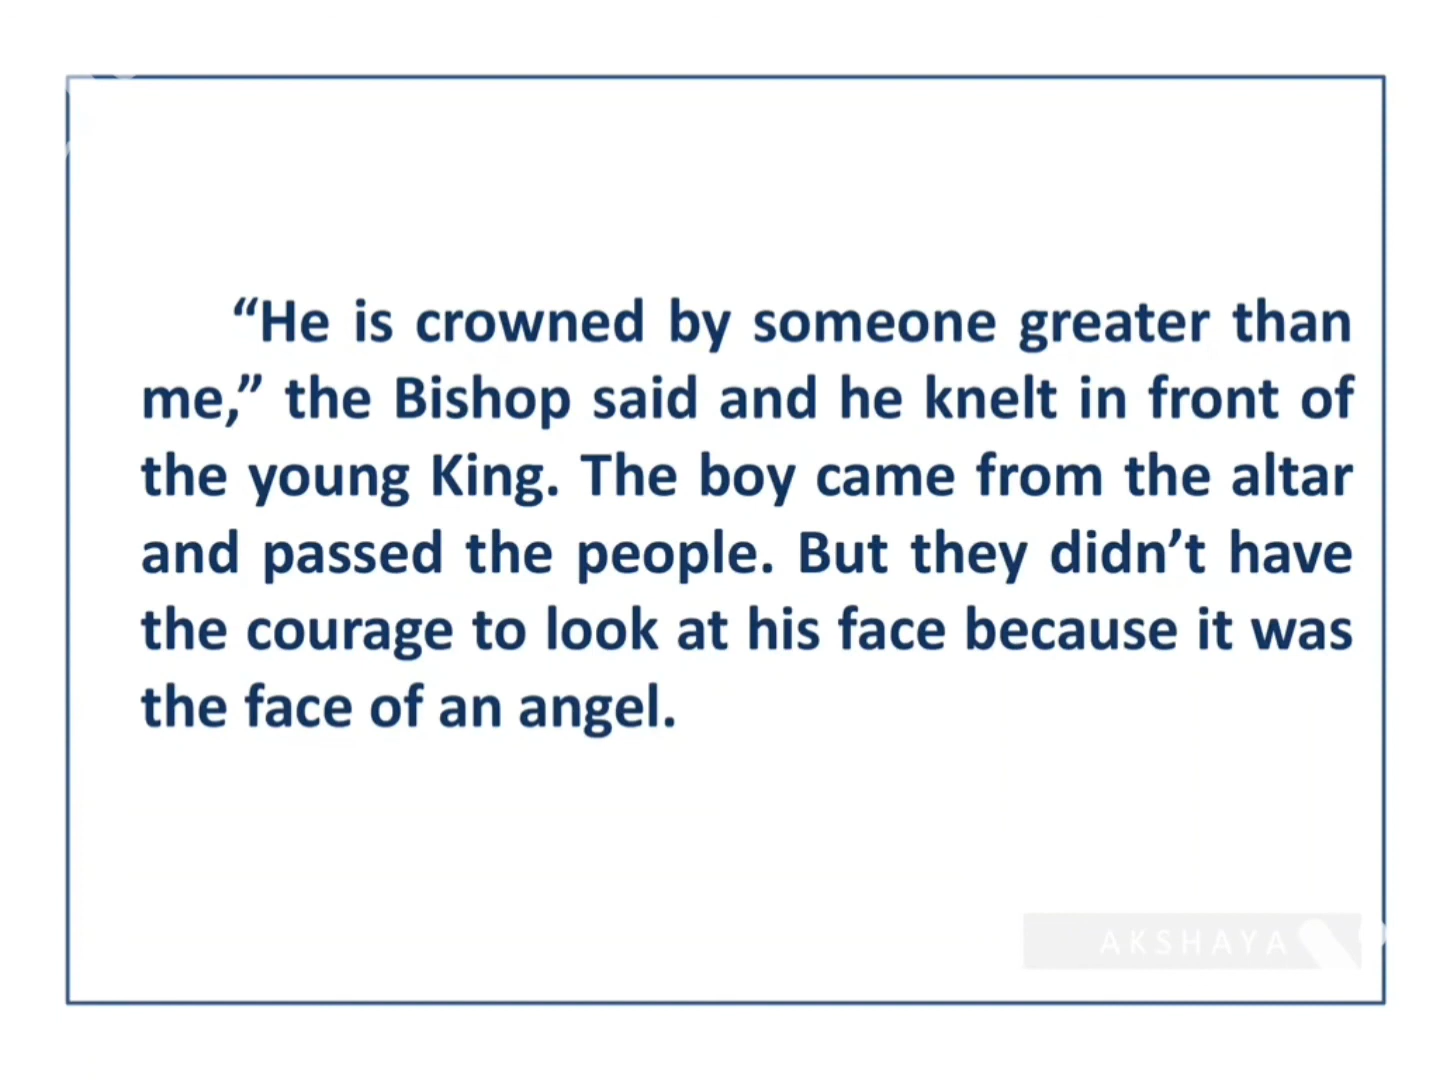 “He is crowned by someone greater than
me,” the Bishop said and he knelt in front of
the young King. The boy came from the altar
and passed the people. But they didn’t have
the courage to look at his face because it was
the face of an angel.
AKSHAYA